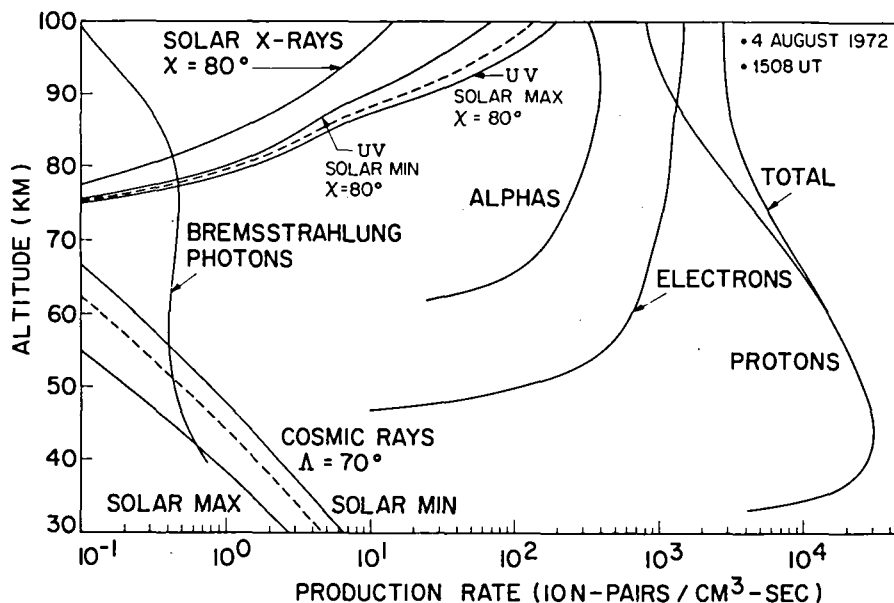 100
90
80
70
60
50
40
30
ALTITUDE (KM)
SOLAR X-RAYS
χ = 80°
UV
SOLAR MAX
χ = 80°
UV
SOLAR MIN
χ=80°
• 4 AUGUST 1972
• 1508 UT
ALPHAS
TOTAL
BREMSSTRAHLUNG
PHOTONS
ELECTRONS
PROTONS
COSMIC RAYS
Λ = 70°
SOLAR MAX
SOLAR MIN
10⁻¹ 10⁰ 10¹ 10² 10³ 10⁴
PRODUCTION RATE (ION-PAIRS / CM³-SEC)